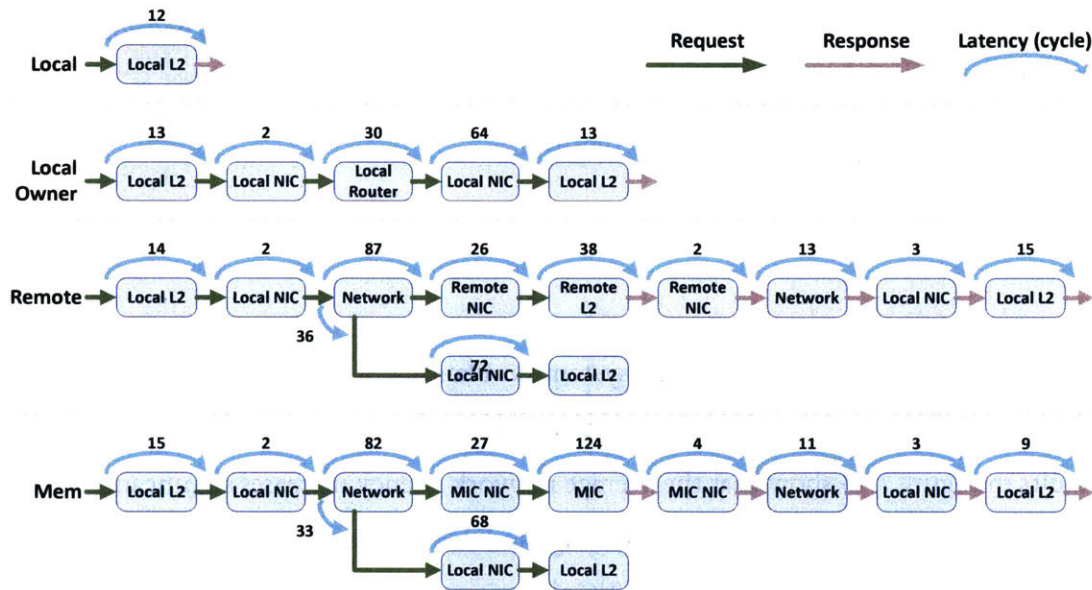 12
Request
Response
Latency (cycle)
Local
Local L2
13
2
30
64
13
Local
Owner
Local L2
Local NIC
Local
Router
Local NIC
Local L2
14
2
87
26
38
2
13
3
15
Remote
Local L2
Local NIC
Network
Remote
NIC
Remote
L2
Remote
NIC
Network
Local NIC
Local L2
36
72
Local NIC
Local L2
15
2
82
27
124
4
11
3
9
Mem
Local L2
Local NIC
Network
MIC NIC
MIC
MIC NIC
Network
Local NIC
Local L2
33
68
Local NIC
Local L2